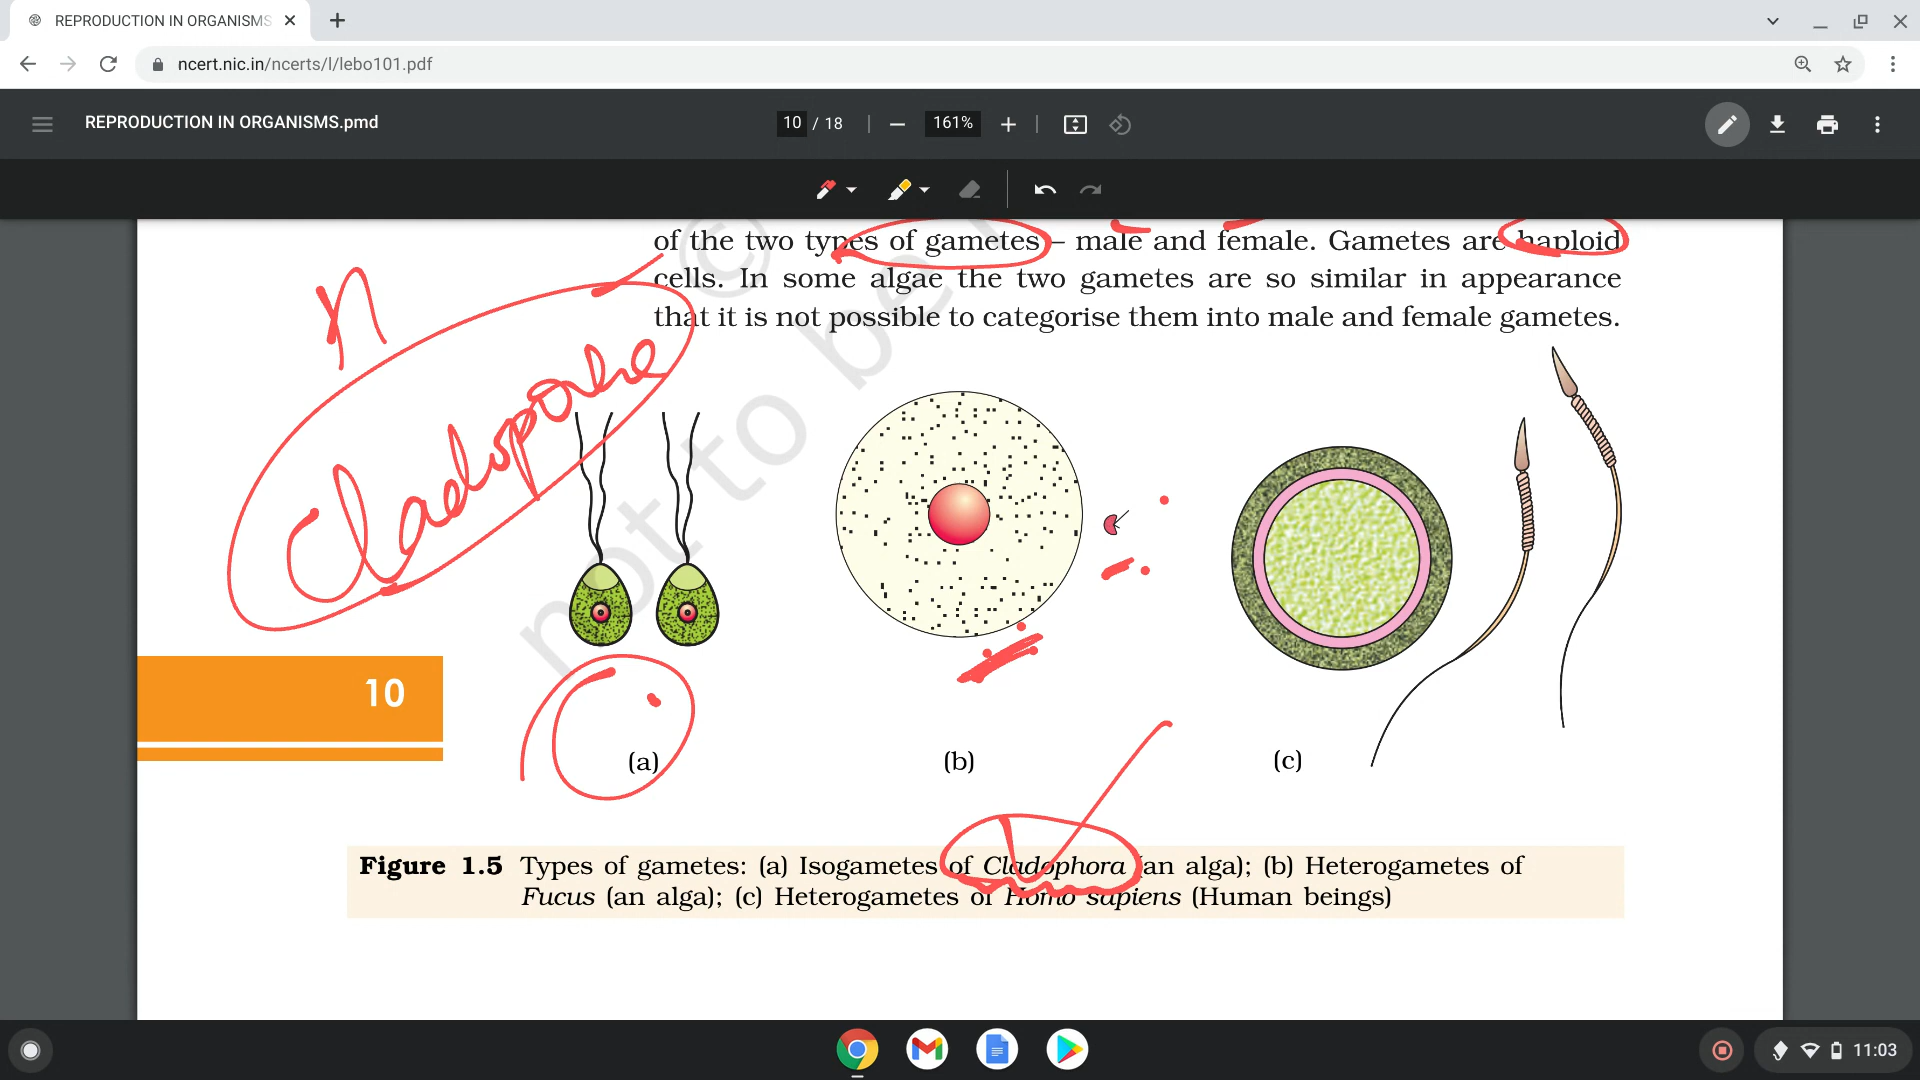 REPRODUCTION IN ORGANISMS
ncert.nic.in/ncerts/l/lebo101.pdf
REPRODUCTION IN ORGANISMS.pmd
10 / 18
161%
of the two types of gametes – male and female. Gametes are haploid
cells. In some algae the two gametes are so similar in appearance
that it is not possible to categorise them into male and female gametes.
n
©
not to be
10
(a)
(b)
(c)
Figure 1.5 Types of gametes: (a) Isogametes of Cladophora (an alga); (b) Heterogametes of
Fucus (an alga); (c) Heterogametes of Homo sapiens (Human beings)
11:03